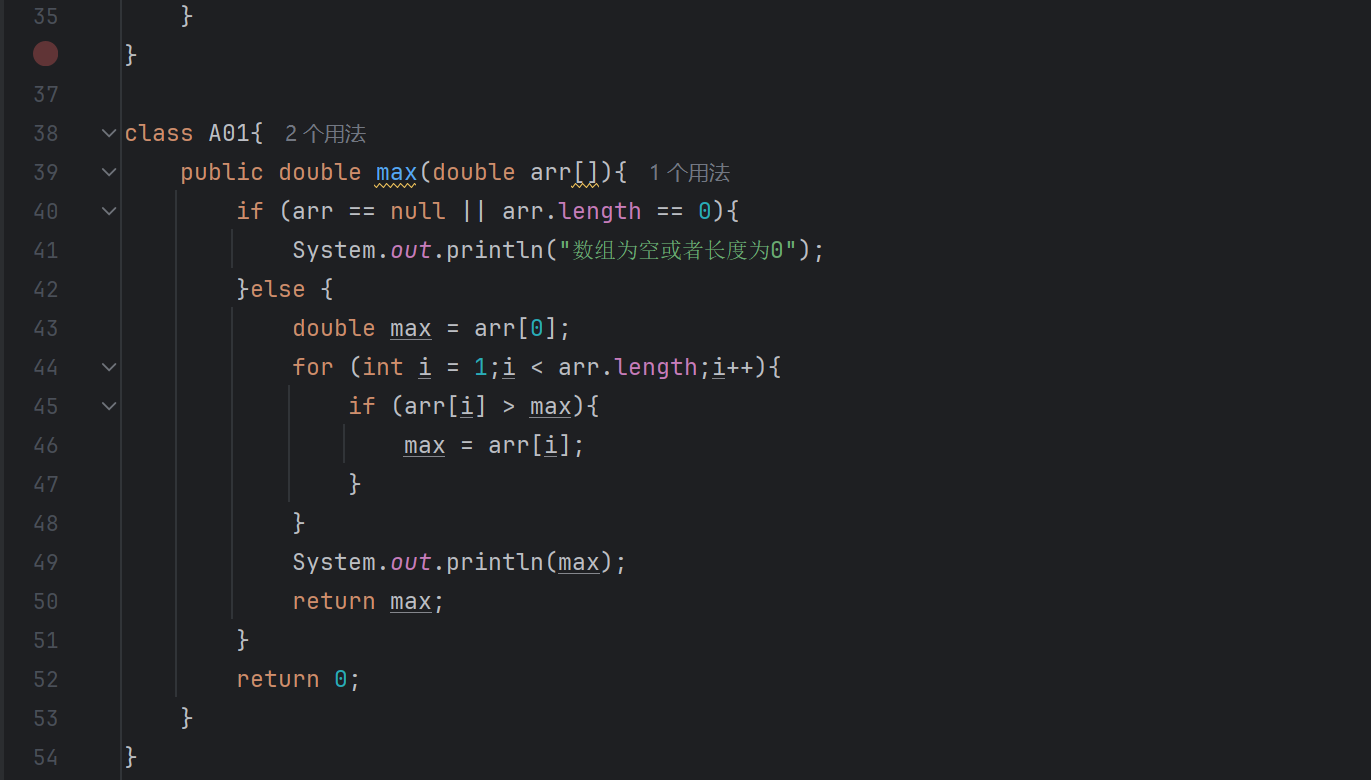 35 }
}
37
38 class A01{ 2 个用法
39 public double max(double arr[]){ 1 个用法
40 if (arr == null || arr.length == 0){
41 System.out.println("数组为空或者长度为0");
42 }else {
43 double max = arr[0];
44 for (int i = 1;i < arr.length;i++){
45 if (arr[i] > max){
46 max = arr[i];
47 }
48 }
49 System.out.println(max);
50 return max;
51 }
52 return 0;
53 }
54 }